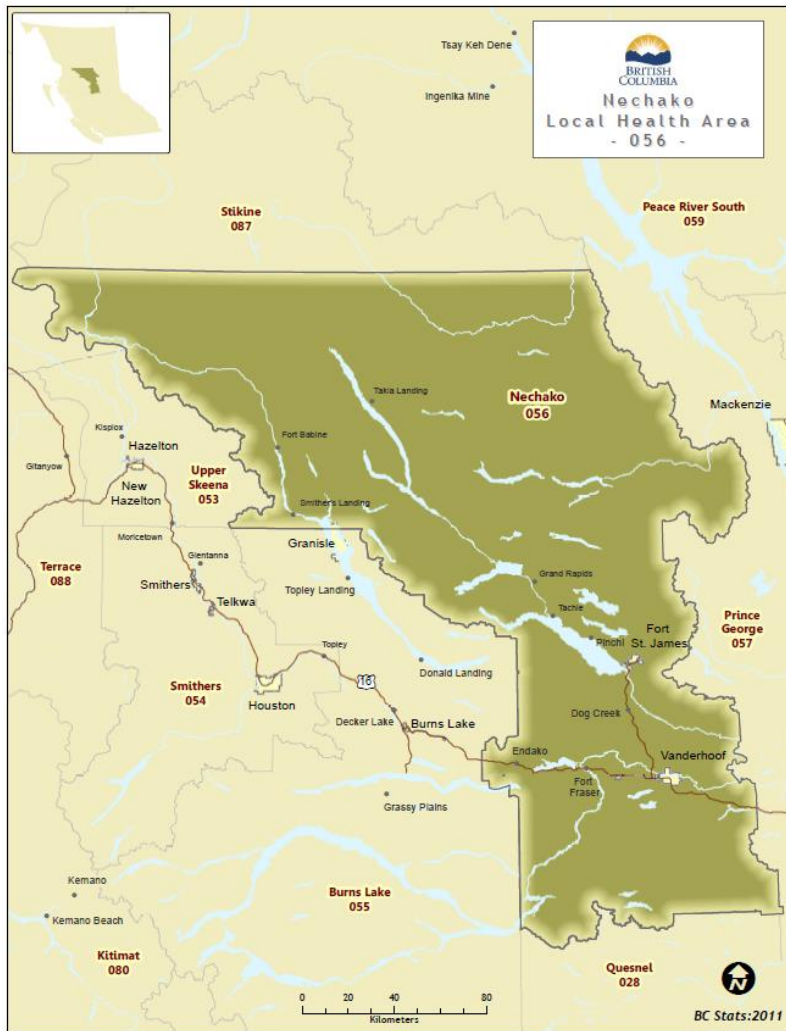 Tsay Keh Dene
Ingenika Mine
BRITISH
COLUMBIA
Nechako
Local Health Area
- 056 -
Stikine
087
Peace River South
059
Takla Landing
Nechako
056
Mackenzie
Kispiox
Hazelton
Fort Babine
Gitanyow
New
Hazelton
Upper
Skeena
053
Smither's Landing
Moricetown
Granisle
Glentanna
Terrace
088
Smithers
Topley Landing
Grand Rapids
Telkwa
Tachie
Prince
George
057
Pinchi
Fort
St. James
Topley
Donald Landing
Smithers
054
16
Houston
Decker Lake
Burns Lake
Dog Creek
Endako
Vanderhoof
Fort
Fraser
Grassy Plains
Kemano
Burns Lake
055
Kemano Beach
Kitimat
080
Quesnel
028
N
0 20 40 60 80
Kilometers
BC Stats:2011